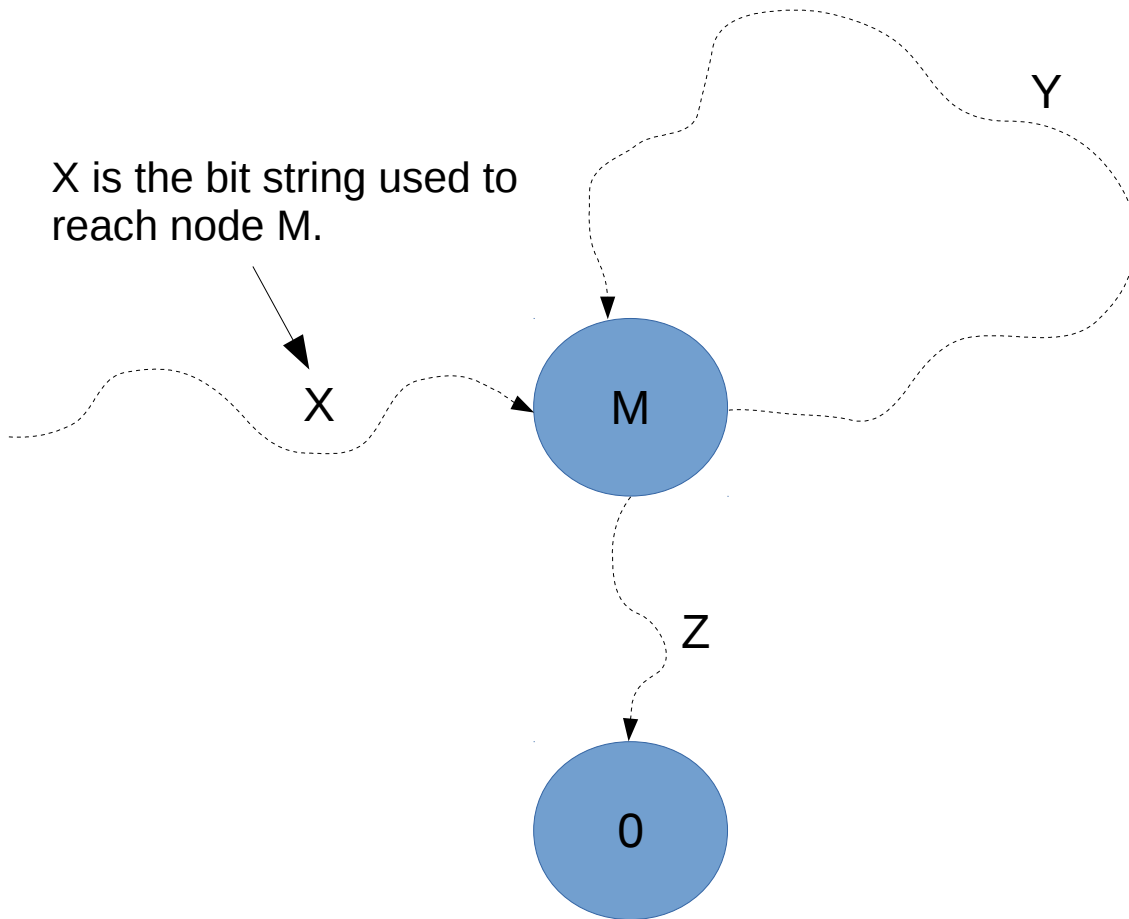 Y
X is the bit string used to
reach node M.
X
M
Z
0